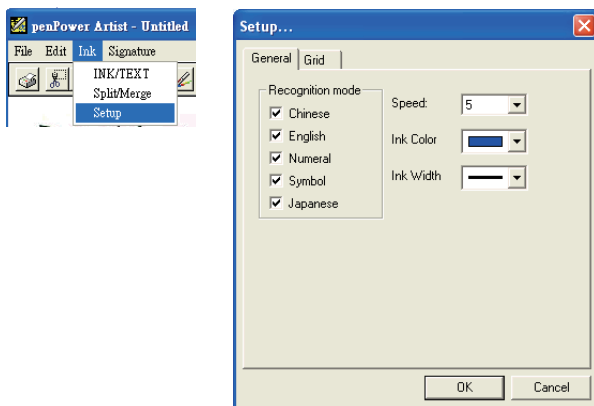 penPower Artist - Untitled
File Edit Ink Signature
INK/TEXT
Split/Merge
Setup
Setup...
General Grid
Recognition mode
Chinese
English
Numeral
Symbol
Japanese
Speed: 5
Ink Color
Ink Width
OK Cancel